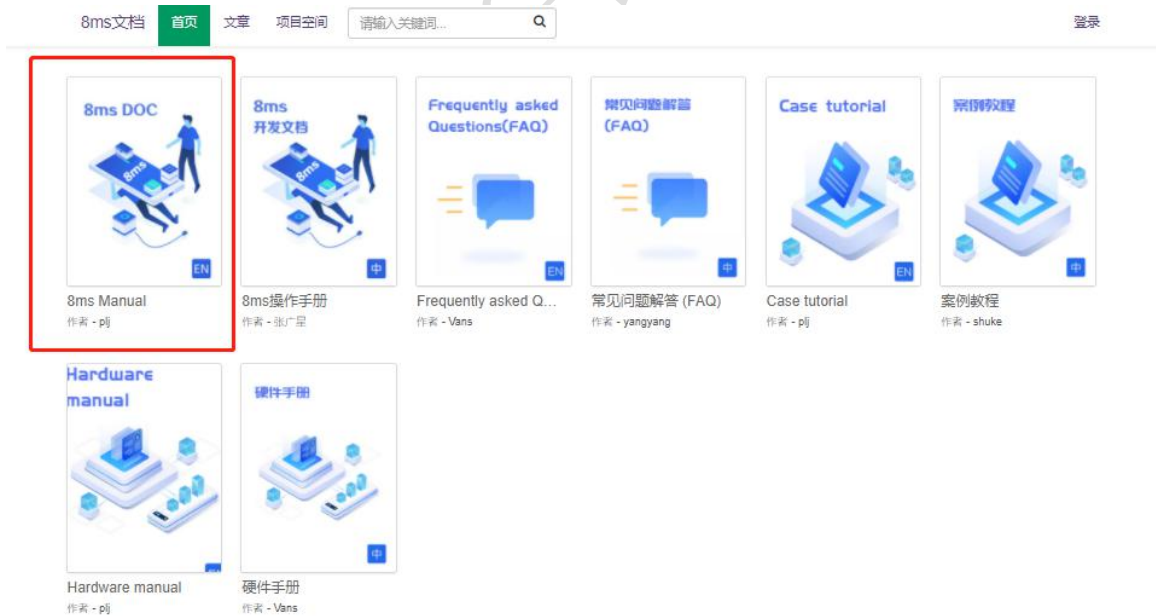 8ms文档 首页 文章 项目空间 请输入关键词... 登录
8ms DOC
8ms
EN
8ms Manual
作者 - plj
8ms
开发文档
8ms
中
8ms操作手册
作者 - 张广星
Frequently asked
Questions(FAQ)
EN
Frequently asked Q...
作者 - Vans
常见问题解答
(FAQ)
中
常见问题解答 (FAQ)
作者 - yangyang
Case tutorial
EN
Case tutorial
作者 - plj
案例教程
中
案例教程
作者 - shuke
Hardware
manual
Hardware manual
作者 - plj
硬件手册
中
硬件手册
作者 - Vans